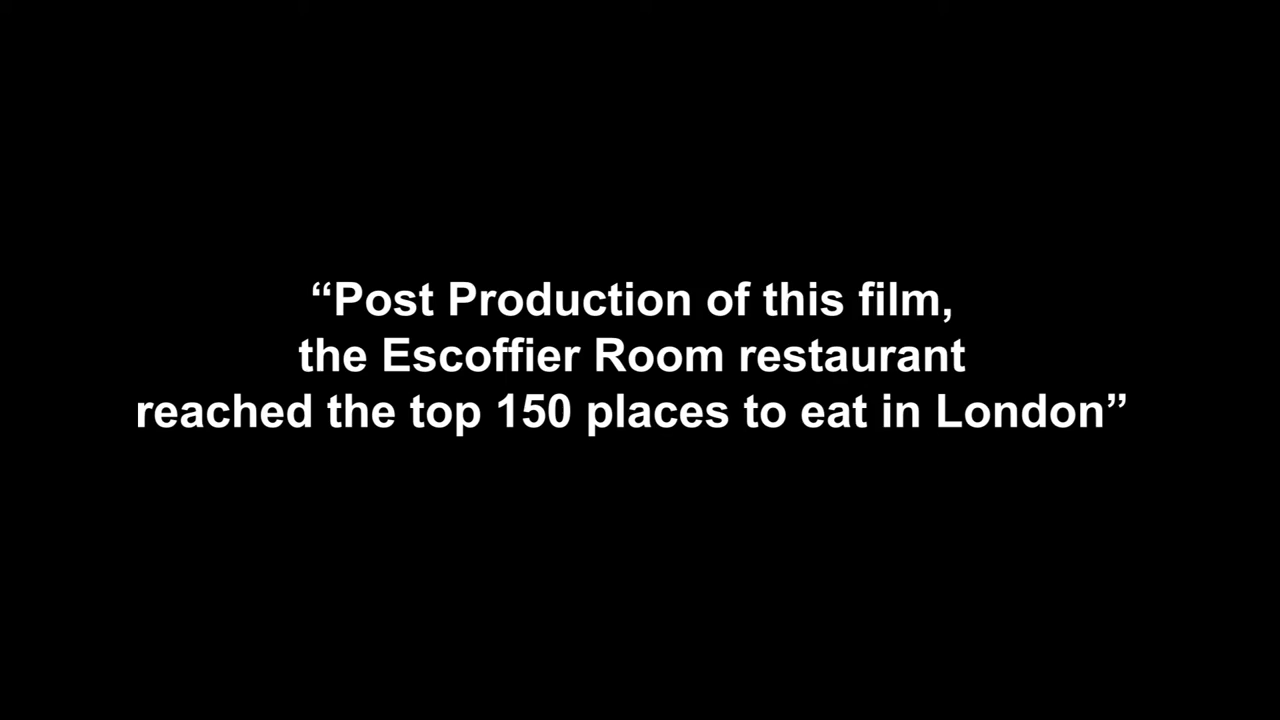 “Post Production of this film,
the Escoffier Room restaurant
reached the top 150 places to eat in London”